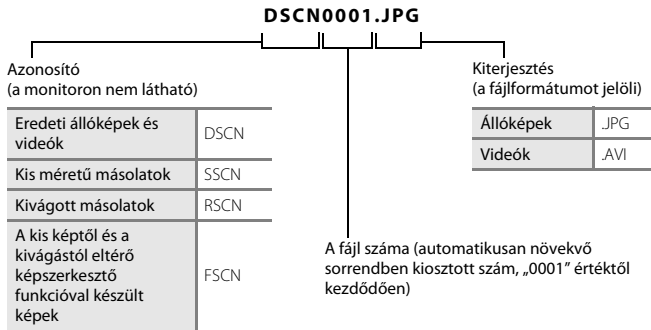 DSCN0001.JPG
Azonosító
(a monitoron nem látható)
Eredeti állóképek és
videók
DSCN
Kis méretű másolatok
SSCN
Kivágott másolatok
RSCN
A kis képtől és a
kivágástól eltérő
képszerkesztő
funkcióval készült
képek
FSCN
A fájl száma (automatikusan növekvő
sorrendben kiosztott szám, „0001” értéktől
kezdődően)
Kiterjesztés
(a fájlformátumot jelöli)
Állóképek
.JPG
Videók
.AVI